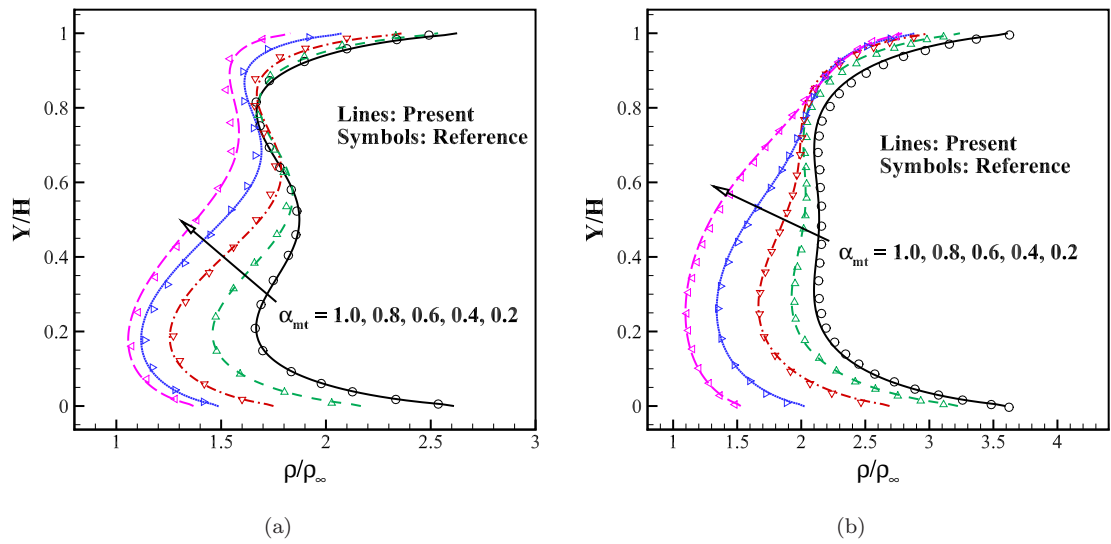 1
0.8
0.6
0.4
0.2
0
Y/H
Lines: Present
Symbols: Reference
α_mt = 1.0, 0.8, 0.6, 0.4, 0.2
1 1.5 2 2.5 3
ρ/ρ_∞
(a)
1
0.8
0.6
0.4
0.2
0
Y/H
Lines: Present
Symbols: Reference
α_mt = 1.0, 0.8, 0.6, 0.4, 0.2
1 1.5 2 2.5 3 3.5 4
ρ/ρ_∞
(b)